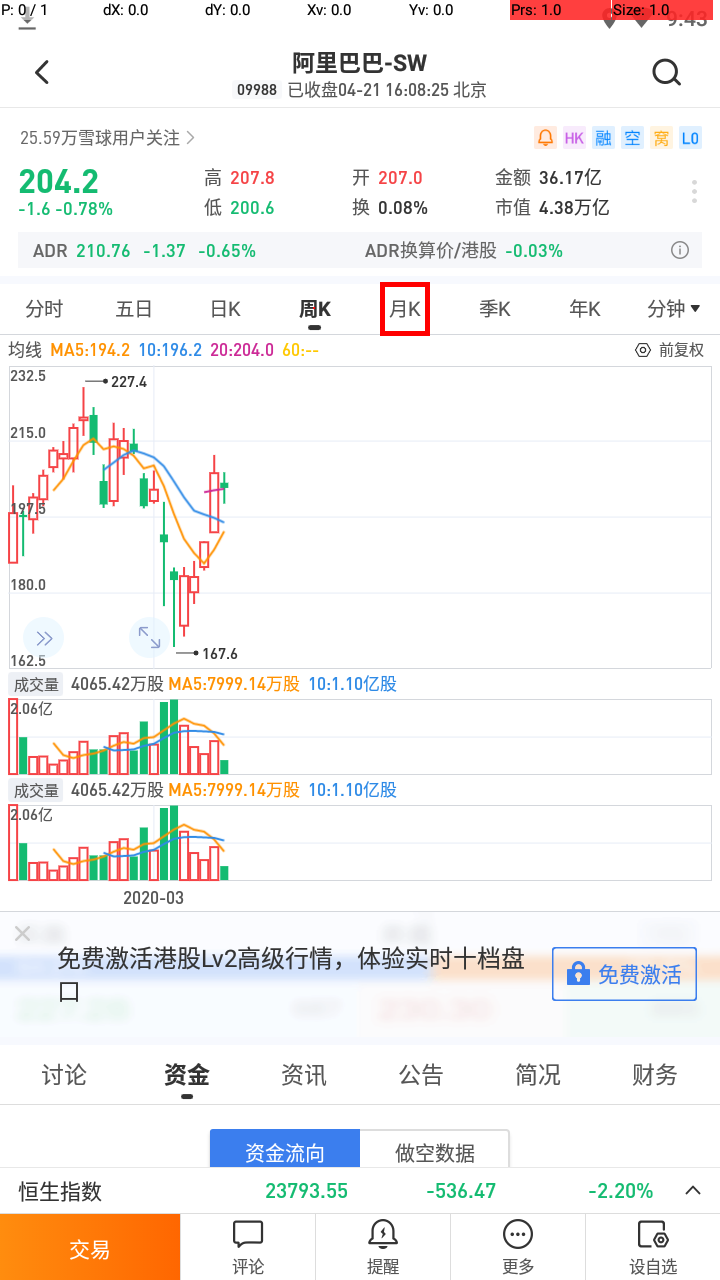 P: 0 / 1 dX: 0.0 dY: 0.0 Xv: 0.0 Yv: 0.0 Prs: 1.0 Size: 1.0
9:43
阿里巴巴-SW
09988 已收盘04-21 16:08:25 北京
25.59万雪球用户关注 HK 融 空 窝 L0
204.2 高 207.8 开 207.0 金额 36.17亿
-1.6 -0.78% 低 200.6 换 0.08% 市值 4.38万亿
ADR 210.76 -1.37 -0.65% ADR换算价/港股 -0.03%
分时 五日 日K 周K 月K 季K 年K 分钟
均线 MA5:194.2 10:196.2 20:204.0 60:-- 前复权
232.5
227.4
215.0
197.5
180.0
167.6
162.5
成交量 4065.42万股 MA5:7999.14万股 10:1.10亿股
2.06亿
成交量 4065.42万股 MA5:7999.14万股 10:1.10亿股
2.06亿
2020-03
免费激活港股Lv2高级行情，体验实时十档盘
口
免费激活
讨论 资金 资讯 公告 简况 财务
资金流向 做空数据
恒生指数 23793.55 -536.47 -2.20%
交易 评论 提醒 更多 设自选